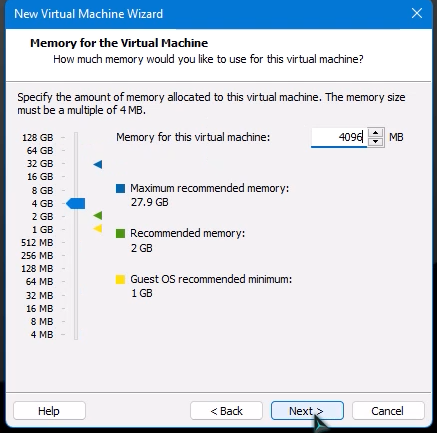 New Virtual Machine Wizard
Memory for the Virtual Machine
How much memory would you like to use for this virtual machine?
Specify the amount of memory allocated to this virtual machine. The memory size
must be a multiple of 4 MB.
Memory for this virtual machine: 4096 MB
128 GB
64 GB
32 GB
16 GB
8 GB
4 GB
2 GB
1 GB
512 MB
256 MB
128 MB
64 MB
32 MB
16 MB
8 MB
4 MB
Maximum recommended memory:
27.9 GB
Recommended memory:
2 GB
Guest OS recommended minimum:
1 GB
Help < Back Next > Cancel